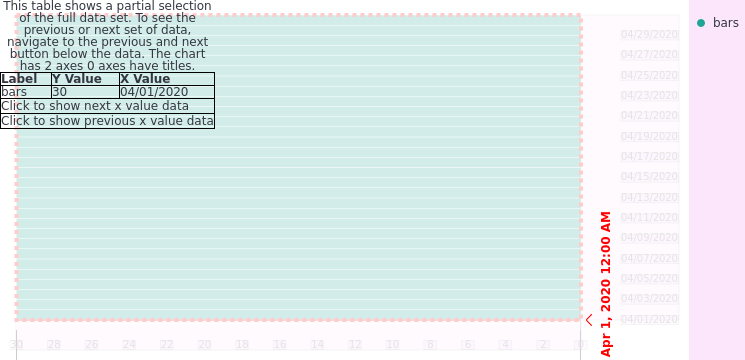 This table shows a partial selection
of the full data set. To see the
previous or next set of data,
navigate to the previous and next
button below the data. The chart
has 2 axes 0 axes have titles.
Label Y Value X Value
bars 30 04/01/2020
Click to show next x value data
Click to show previous x value data
bars
04/29/2020
04/27/2020
04/25/2020
04/23/2020
04/21/2020
04/19/2020
04/17/2020
04/15/2020
04/13/2020
04/11/2020
04/09/2020
04/07/2020
04/05/2020
04/03/2020
04/01/2020
Apr 1, 2020 12:00 AM
30 28 26 24 22 20 18 16 14 12 10 8 6 4 2 0